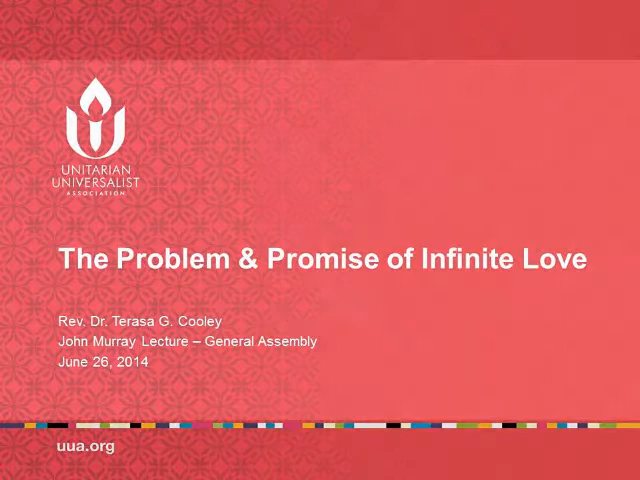 UNITARIAN
UNIVERSALIST
ASSOCIATION
The Problem & Promise of Infinite Love
Rev. Dr. Terasa G. Cooley
John Murray Lecture – General Assembly
June 26, 2014
uua.org